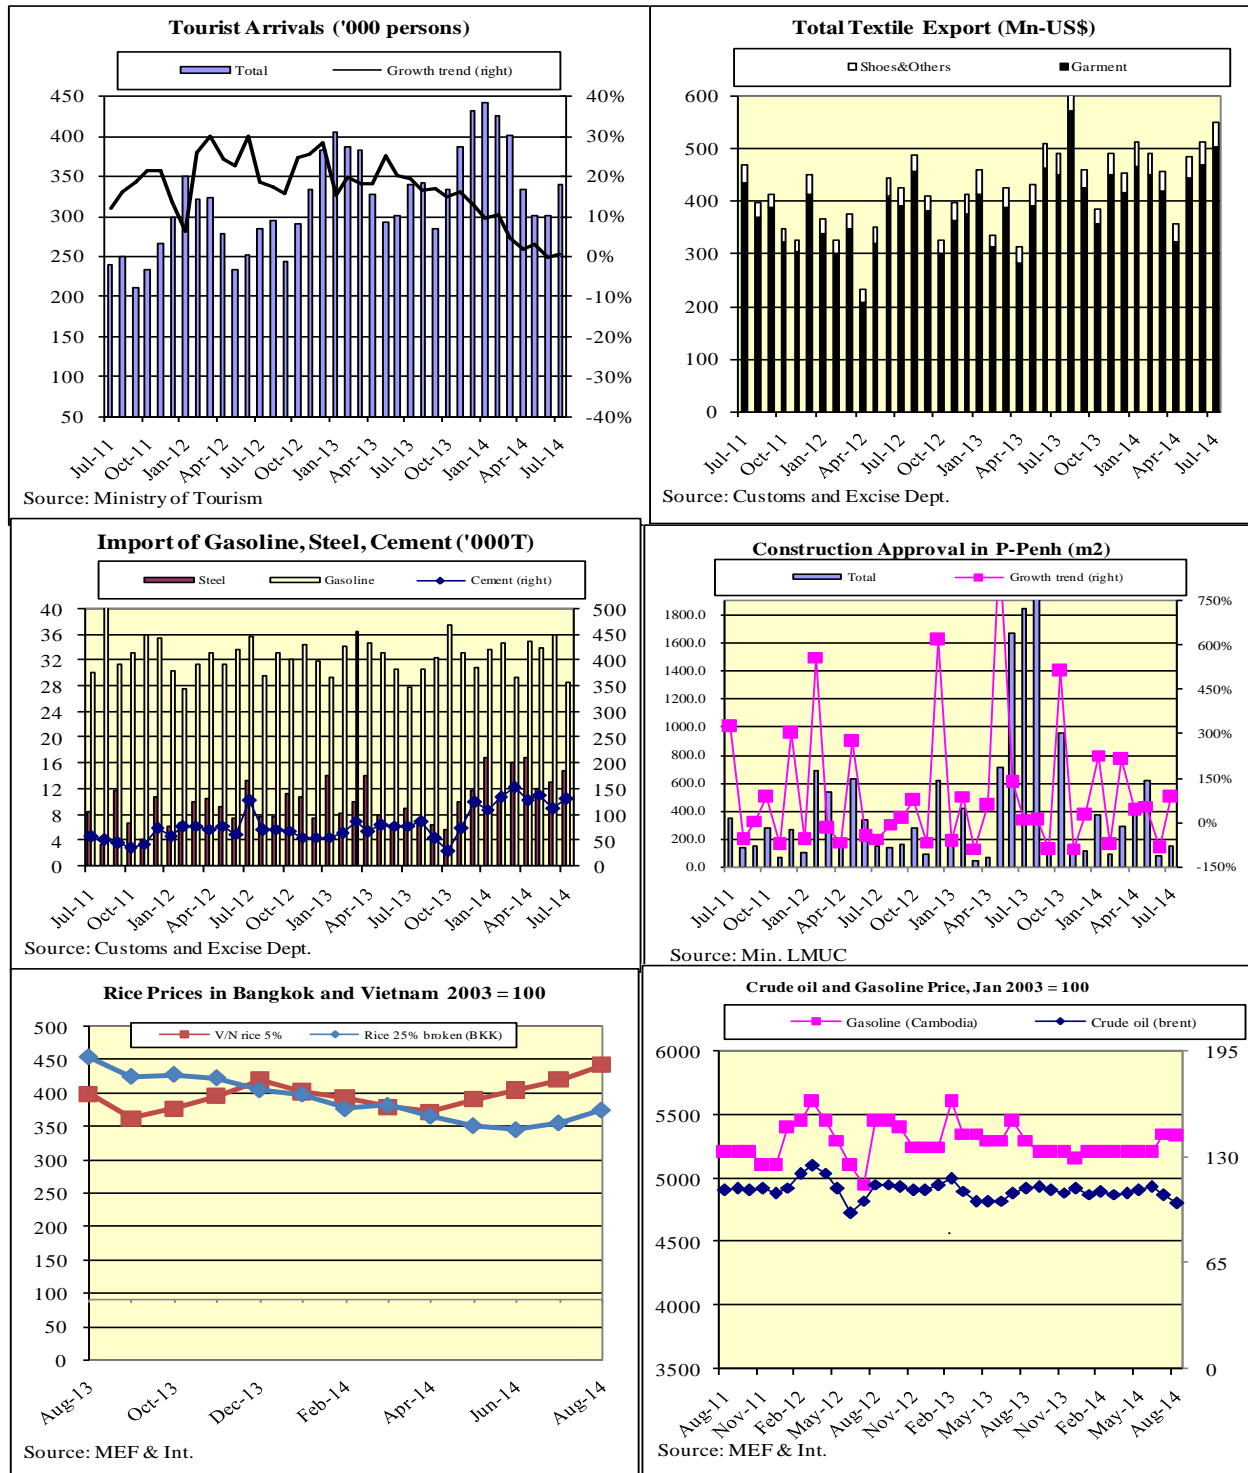 Tourist Arrivals ('000 persons)
Total
Growth trend (right)
450
400
350
300
250
200
150
100
50
40%
30%
20%
10%
0%
-10%
-20%
-30%
-40%
Jul-11
Oct-11
Jan-12
Apr-12
Jul-12
Oct-12
Jan-13
Apr-13
Jul-13
Oct-13
Jan-14
Apr-14
Jul-14
Source: Ministry of Tourism
Total Textile Export (Mn-US$)
Shoes&Others
Garment
600
500
400
300
200
100
0
Jul-11
Oct-11
Jan-12
Apr-12
Jul-12
Oct-12
Jan-13
Apr-13
Jul-13
Oct-13
Jan-14
Apr-14
Jul-14
Source: Customs and Excise Dept.
Import of Gasoline, Steel, Cement ('000T)
Steel
Gasoline
Cement (right)
40
36
32
28
24
20
16
12
8
4
0
500
450
400
350
300
250
200
150
100
50
0
Jul-11
Oct-11
Jan-12
Apr-12
Jul-12
Oct-12
Jan-13
Apr-13
Jul-13
Oct-13
Jan-14
Apr-14
Jul-14
Source: Customs and Excise Dept.
Construction Approval in P-Penh (m2)
Total
Growth trend (right)
1800.0
1600.0
1400.0
1200.0
1000.0
800.0
600.0
400.0
200.0
0.0
750%
600%
450%
300%
150%
0%
-150%
Jul-11
Oct-11
Jan-12
Apr-12
Jul-12
Oct-12
Jan-13
Apr-13
Jul-13
Oct-13
Jan-14
Apr-14
Jul-14
Source: Min. LMUC
Rice Prices in Bangkok and Vietnam 2003 = 100
V/N rice 5%
Rice 25% broken (BKK)
500
450
400
350
300
250
200
150
100
50
0
Aug-13
Oct-13
Dec-13
Feb-14
Apr-14
Jun-14
Aug-14
Source: MEF & Int.
Crude oil and Gasoline Price, Jan 2003 = 100
Gasoline (Cambodia)
Crude oil (brent)
6000
5500
5000
4500
4000
3500
195
130
65
0
Aug-11
Nov-11
Feb-12
May-12
Aug-12
Nov-12
Feb-13
May-13
Aug-13
Nov-13
Feb-14
May-14
Aug-14
Source: MEF & Int.